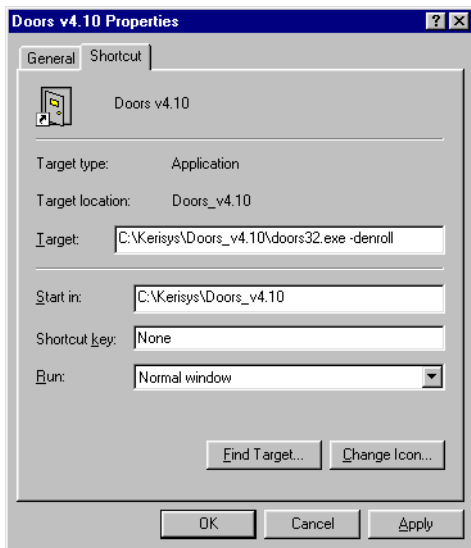 Doors v4.10 Properties
General Shortcut
Doors v4.10
Target type: Application
Target location: Doors_v4.10
Target: C:\Kerisys\Doors_v4.10\doors32.exe -denroll
Start in: C:\Kerisys\Doors_v4.10
Shortcut key: None
Run: Normal window
Find Target... Change Icon...
OK Cancel Apply